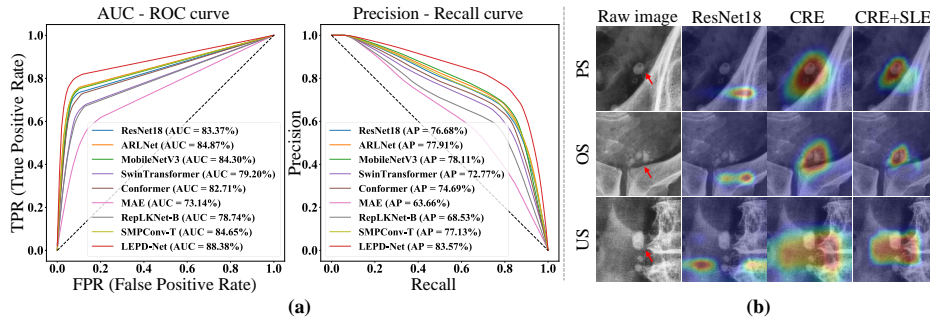 AUC - ROC curve
TPR (True Positive Rate)
1.0
0.8
0.6
0.4
0.2
0.0
ResNet18 (AUC = 83.37%)
ARLNet (AUC = 84.87%)
MobileNetV3 (AUC = 84.30%)
SwinTransformer (AUC = 79.20%)
Conformer (AUC = 82.71%)
MAE (AUC = 73.14%)
RepLKNet-B (AUC = 78.74%)
SMPConv-T (AUC = 84.65%)
LEPD-Net (AUC = 88.38%)
0.0 0.2 0.4 0.6 0.8 1.0
FPR (False Positive Rate)
Precision - Recall curve
Precision
1.0
0.8
0.6
0.4
0.2
0.0
ResNet18 (AP = 76.68%)
ARLNet (AP = 77.91%)
MobileNetV3 (AP = 78.11%)
SwinTransformer (AP = 72.77%)
Conformer (AP = 74.69%)
MAE (AP = 63.66%)
RepLKNet-B (AP = 68.53%)
SMPConv-T (AP = 77.13%)
LEPD-Net (AP = 83.57%)
0.0 0.2 0.4 0.6 0.8 1.0
Recall
(a)
Raw image ResNet18 CRE CRE+SLE
PS
OS
US
(b)